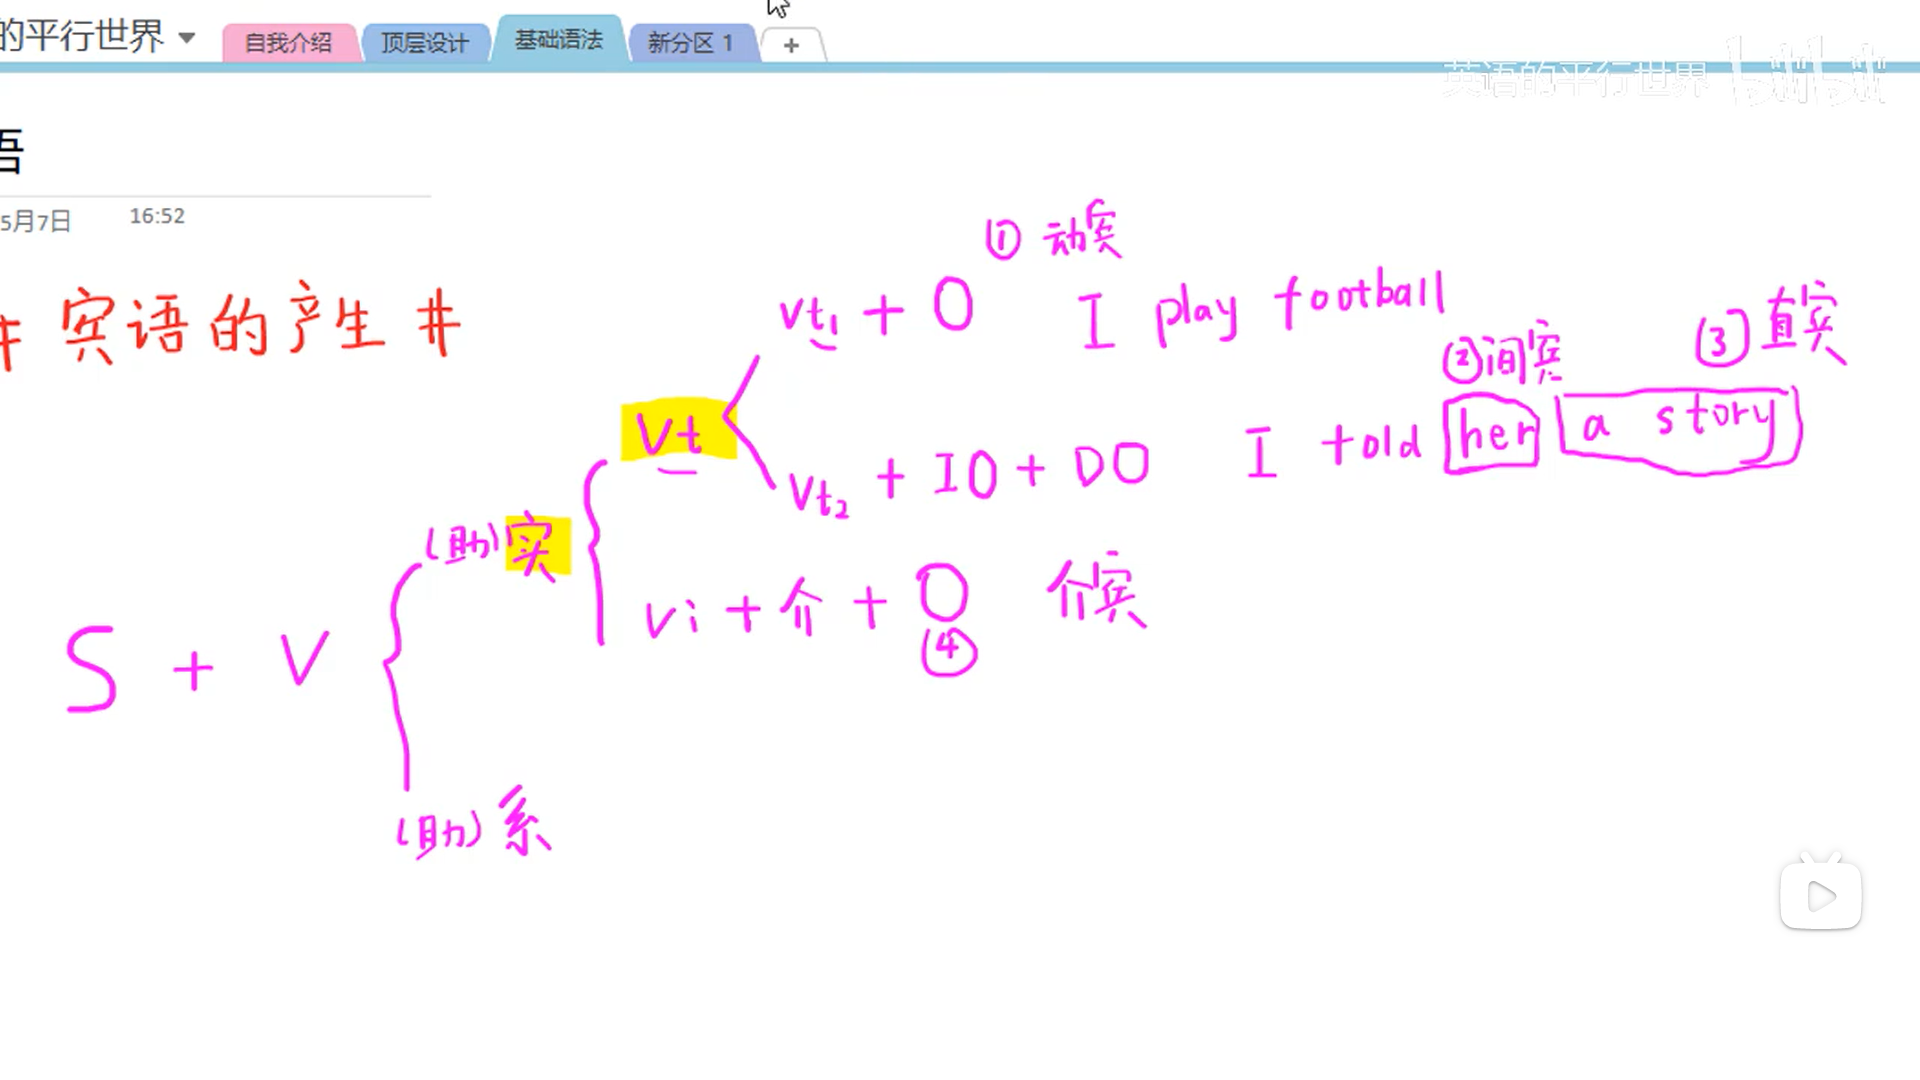 的平行世界 自我介绍 顶层设计 基础语法 新分区 1 +
英语的平行世界 bilibili
语
5月7日 16:52
# 宾语的产生 #
① 动宾
vt₁ + O I play football
② 间宾 ③ 直宾
Vt
Vt₂ + IO + DO I told her a story
(助)实
Vi + 介 + O 介宾
④
S + V
(助)系